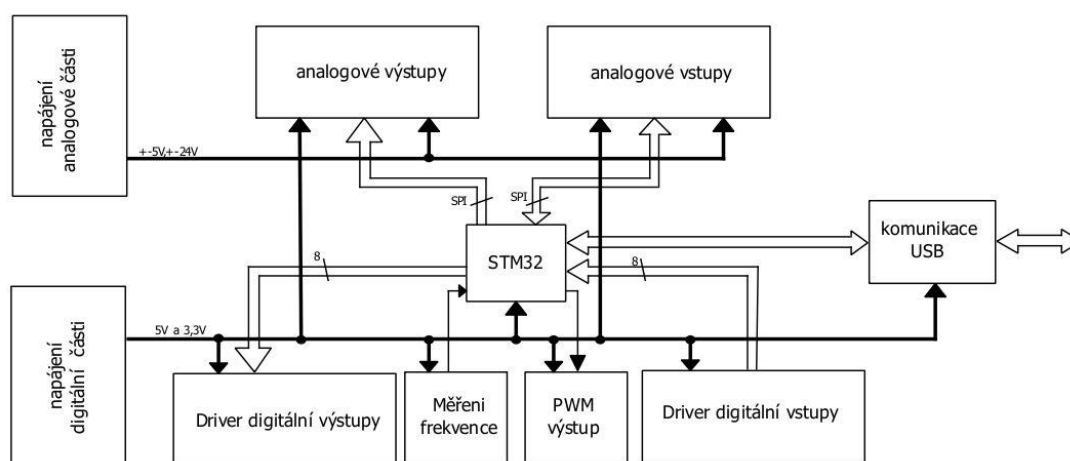 napájení
analogové části
analogové výstupy
analogové vstupy
+-5V,+-24V
SPI
SPI
komunikace
USB
STM32
8
8
napájení
digitální části
5V a 3,3V
Driver digitální výstupy
Měřeni
frekvence
PWM
výstup
Driver digitální vstupy